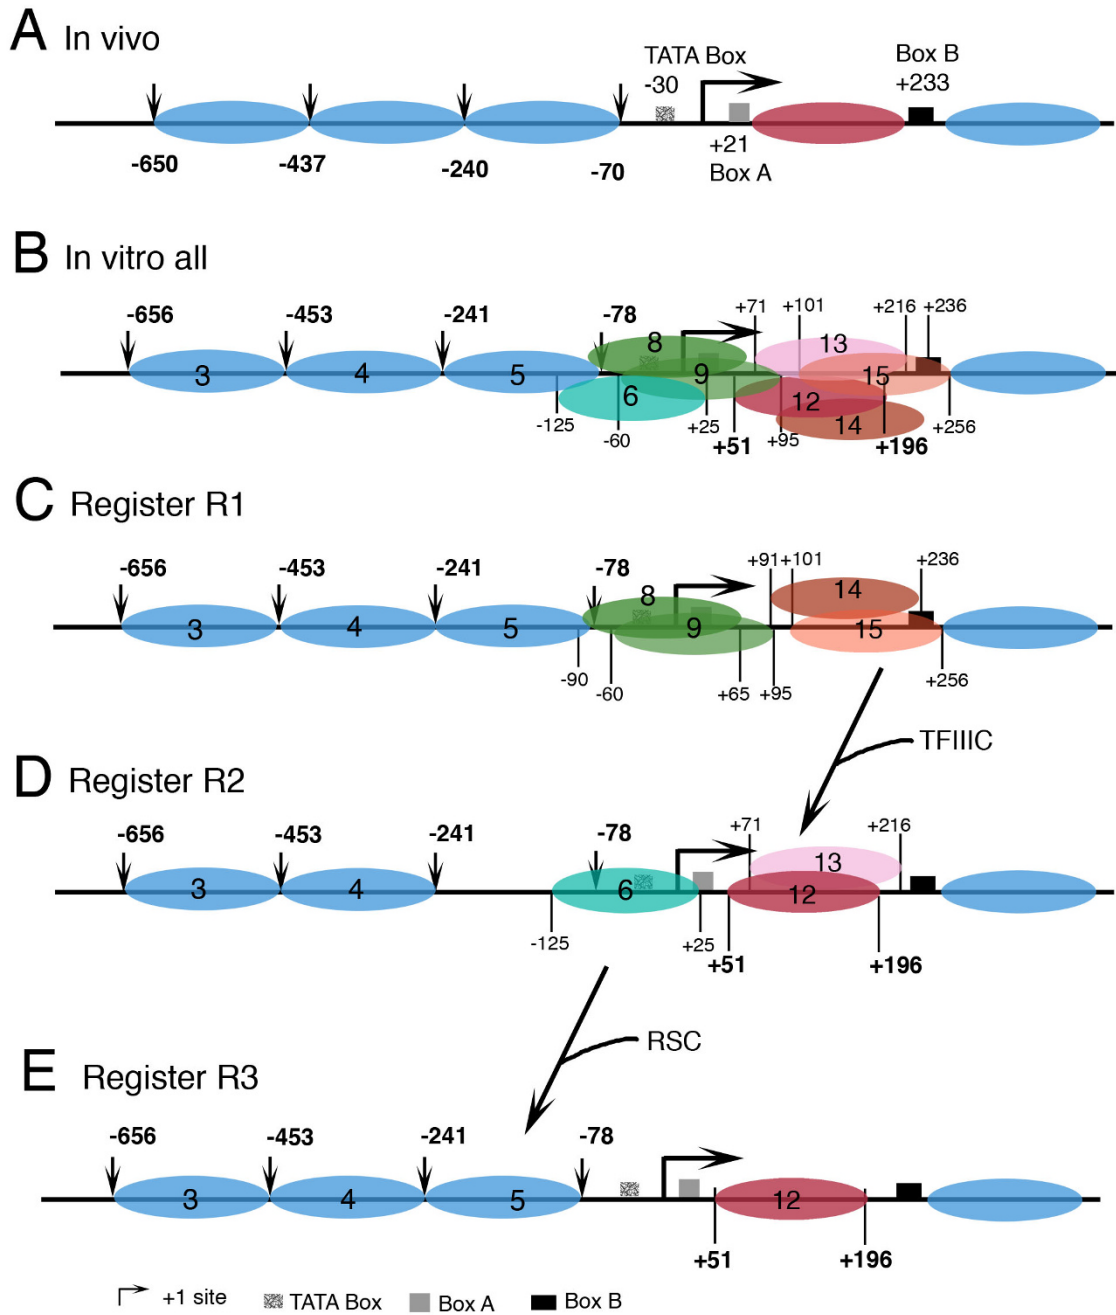 A In vivo
TATA Box
-30
Box B
+233
-650 -437 -240 -70
+21
Box A
B In vitro all
-656 -453 -241 -78
+71 +101 +216 +236
3 4 5 6 8 9 12 13 14 15
-125 -60 +25 +51 +95 +196 +256
C Register R1
-656 -453 -241 -78
+91 +101 +236
3 4 5 8 9 14 15
-90 -60 +65 +95 +256
TFIIIC
D Register R2
-656 -453 -241 -78
+71 +216
3 4 6 12 13
-125 +25 +51 +196
RSC
E Register R3
-656 -453 -241 -78
3 4 5 12
+51 +196
+1 site TATA Box Box A Box B